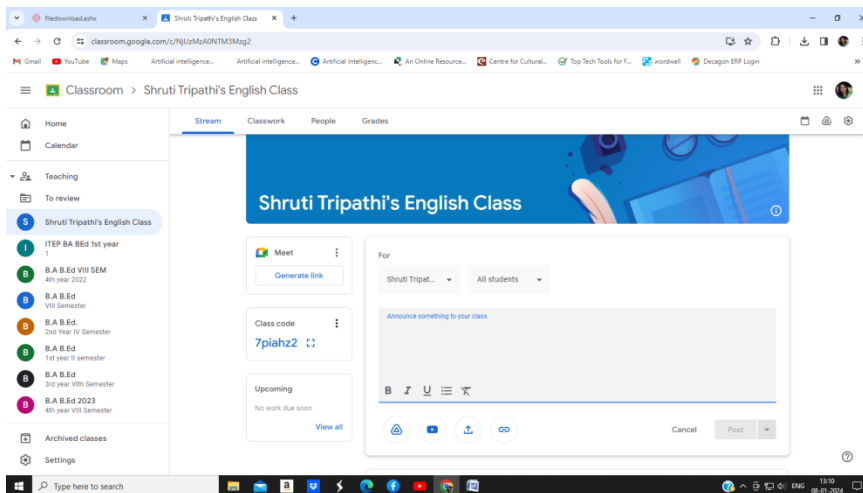 filedownload.ashx
Shruti Tripathi's English Class
classroom.google.com/c/NjUzMzA0NTM3Mzg2
Gmail YouTube Maps Artificial intelligence... Artificial intelligence... Artificial Intelligenc... An Online Resource... Centre for Cultural... Top Tech Tools for F... wordwall Decagon ERP Login
Classroom > Shruti Tripathi's English Class
Home
Calendar
Teaching
To review
S Shruti Tripathi's English Class
I ITEP BA BEd 1st year
1
B B.A B.Ed VIII SEM
4th year 2022
B B.A B.Ed
VIII Semester
B B.A B.Ed.
2nd Year IV Semester
B B.A B.Ed
1st year II semester
B B.A B.Ed
3rd year VIth Semester
B B.A B.Ed 2023
4th year VIII Semester
Archived classes
Settings
Stream Classwork People Grades
Shruti Tripathi's English Class
Meet
Generate link
Class code
7piahz2
Upcoming
No work due soon
View all
For
Shruti Tripat... All students
Announce something to your class
B I U
Cancel Post
Type here to search
ENG
13:10
08-01-2024